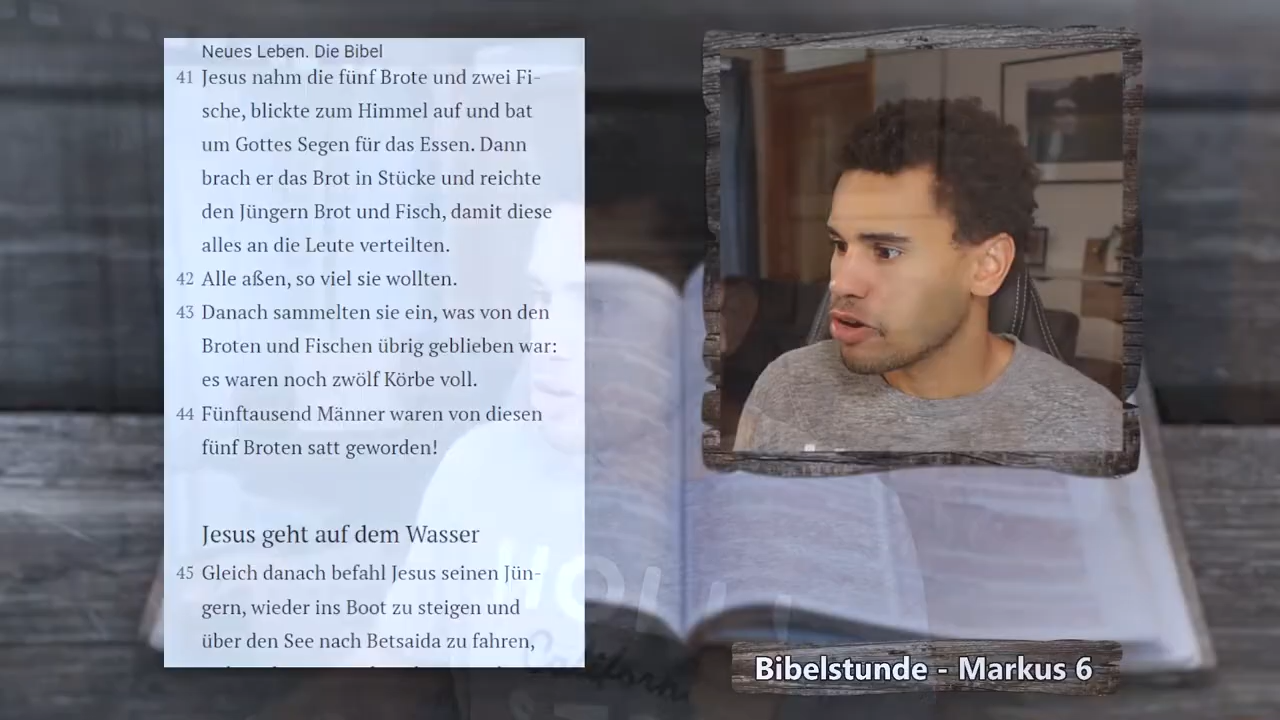 Neues Leben. Die Bibel
41 Jesus nahm die fünf Brote und zwei Fi-
sche, blickte zum Himmel auf und bat
um Gottes Segen für das Essen. Dann
brach er das Brot in Stücke und reichte
den Jüngern Brot und Fisch, damit diese
alles an die Leute verteilten.
42 Alle aßen, so viel sie wollten.
43 Danach sammelten sie ein, was von den
Broten und Fischen übrig geblieben war:
es waren noch zwölf Körbe voll.
44 Fünftausend Männer waren von diesen
fünf Broten satt geworden!
Jesus geht auf dem Wasser
45 Gleich danach befahl Jesus seinen Jün-
gern, wieder ins Boot zu steigen und
über den See nach Betsaida zu fahren,
Bibelstunde - Markus 6